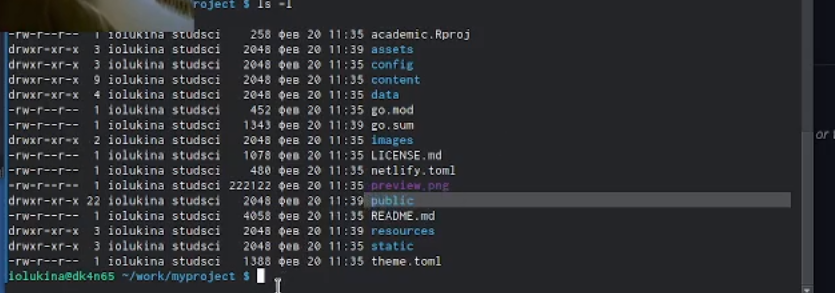 roject $ ls -l
-rw-r--r-- 1 iolukina studsci 258 фев 20 11:35 academic.Rproj
drwxr-xr-x 3 iolukina studsci 2048 фев 20 11:39 assets
drwxr-xr-x 3 iolukina studsci 2048 фев 20 11:35 config
drwxr-xr-x 9 iolukina studsci 2048 фев 20 11:35 content
drwxr-xr-x 4 iolukina studsci 2048 фев 20 11:35 data
-rw-r--r-- 1 iolukina studsci 452 фев 20 11:39 go.mod
-rw-r--r-- 1 iolukina studsci 1343 фев 20 11:39 go.sum
drwxr-xr-x 2 iolukina studsci 2048 фев 20 11:35 images
-rw-r--r-- 1 iolukina studsci 1078 фев 20 11:35 LICENSE.md
-rw-r--r-- 1 iolukina studsci 480 фев 20 11:35 netlify.toml
-rw-r--r-- 1 iolukina studsci 222122 фев 20 11:35 preview.png
drwxr-xr-x 22 iolukina studsci 2048 фев 20 11:39 public
-rw-r--r-- 1 iolukina studsci 4058 фев 20 11:35 README.md
drwxr-xr-x 3 iolukina studsci 2048 фев 20 11:39 resources
drwxr-xr-x 3 iolukina studsci 2048 фев 20 11:35 static
-rw-r--r-- 1 iolukina studsci 1388 фев 20 11:35 theme.toml
iolukina@dk4n65 ~/work/myproject $
or